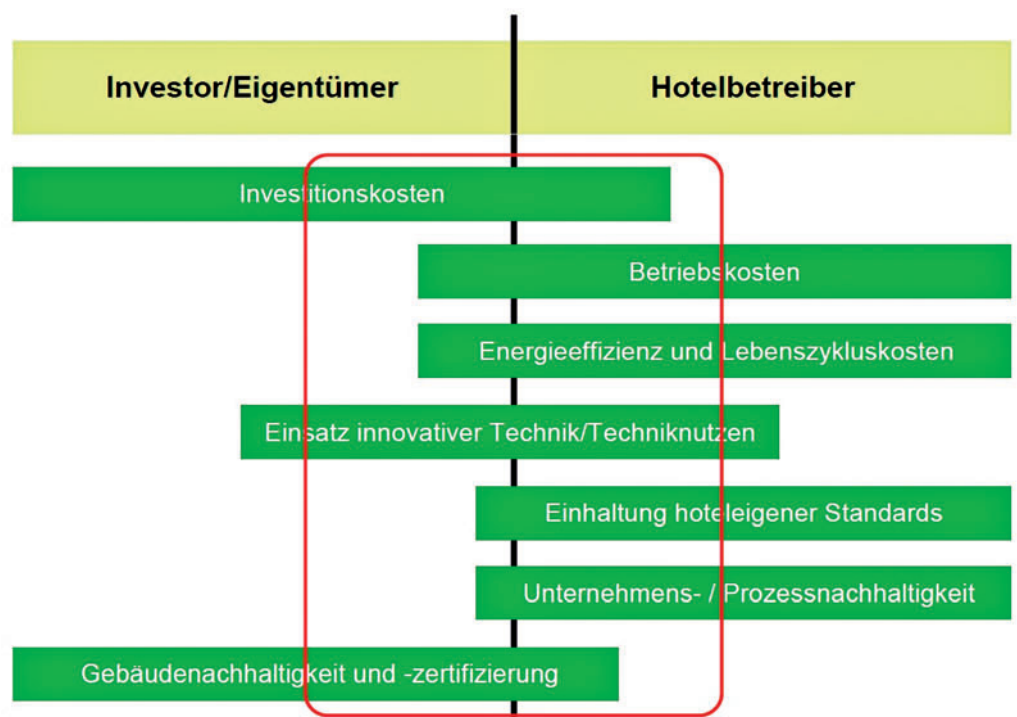 Investor/Eigentümer
Hotelbetreiber
Investitionskosten
Betriebskosten
Energieeffizienz und Lebenszykluskosten
Einsatz innovativer Technik/Techniknutzen
Einhaltung hoteleigener Standards
Unternehmens- / Prozessnachhaltigkeit
Gebäudenachhaltigkeit und -zertifizierung